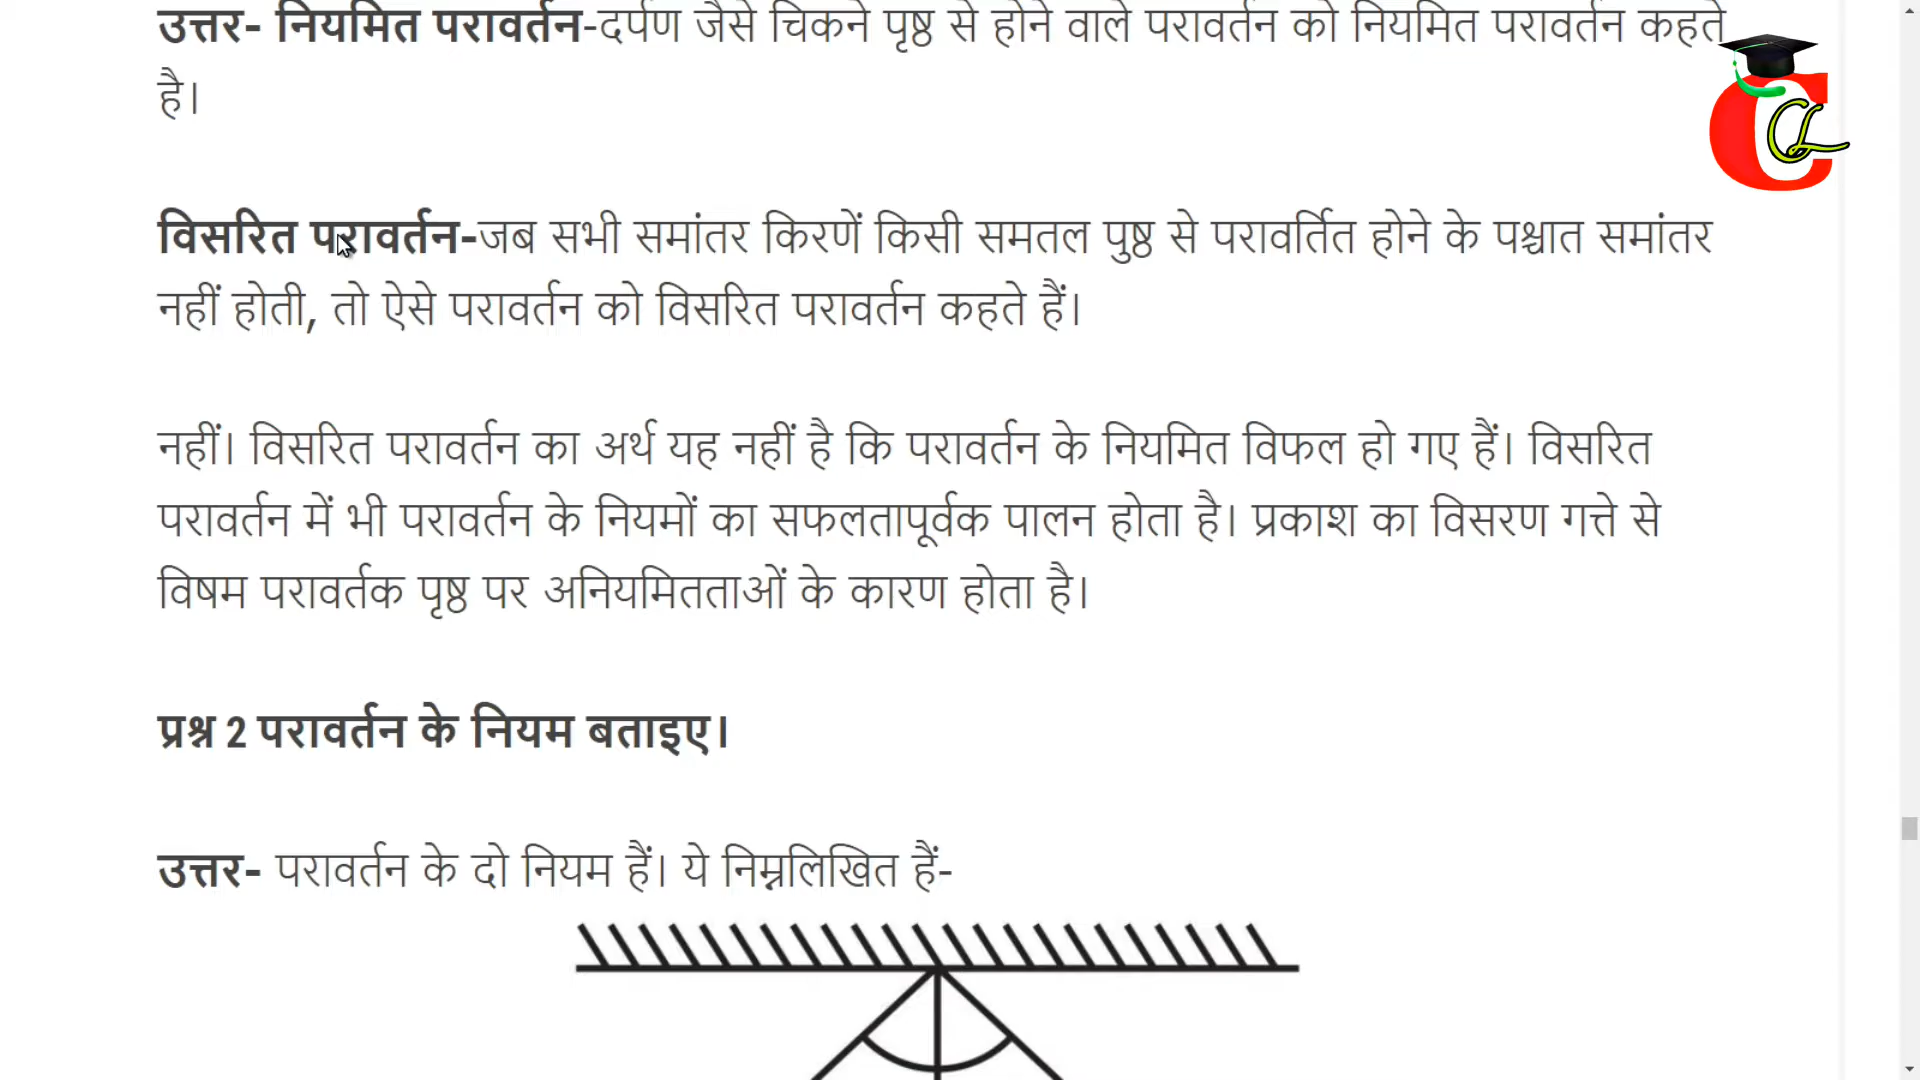 उत्तर- नियमित परावर्तन-दर्पण जैसे चिकने पृष्ठ से होने वाले परावर्तन को नियमित परावर्तन कहते
है।
विसरित परावर्तन-जब सभी समांतर किरणें किसी समतल पुष्ठ से परावर्तित होने के पश्चात समांतर
नहीं होती, तो ऐसे परावर्तन को विसरित परावर्तन कहते हैं।
नहीं। विसरित परावर्तन का अर्थ यह नहीं है कि परावर्तन के नियमित विफल हो गए हैं। विसरित
परावर्तन में भी परावर्तन के नियमों का सफलतापूर्वक पालन होता है। प्रकाश का विसरण गत्ते से
विषम परावर्तक पृष्ठ पर अनियमितताओं के कारण होता है।
प्रश्न 2 परावर्तन के नियम बताइए।
उत्तर- परावर्तन के दो नियम हैं। ये निम्नलिखित हैं-